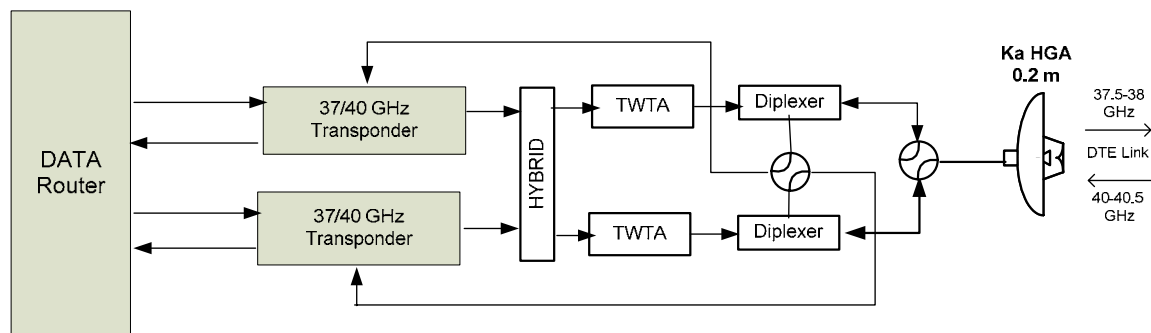 DATA
Router
37/40 GHz
Transponder
37/40 GHz
Transponder
HYBRID
TWTA
TWTA
Diplexer
Diplexer
Ka HGA
0.2 m
37.5-38
GHz
DTE Link
40-40.5
GHz